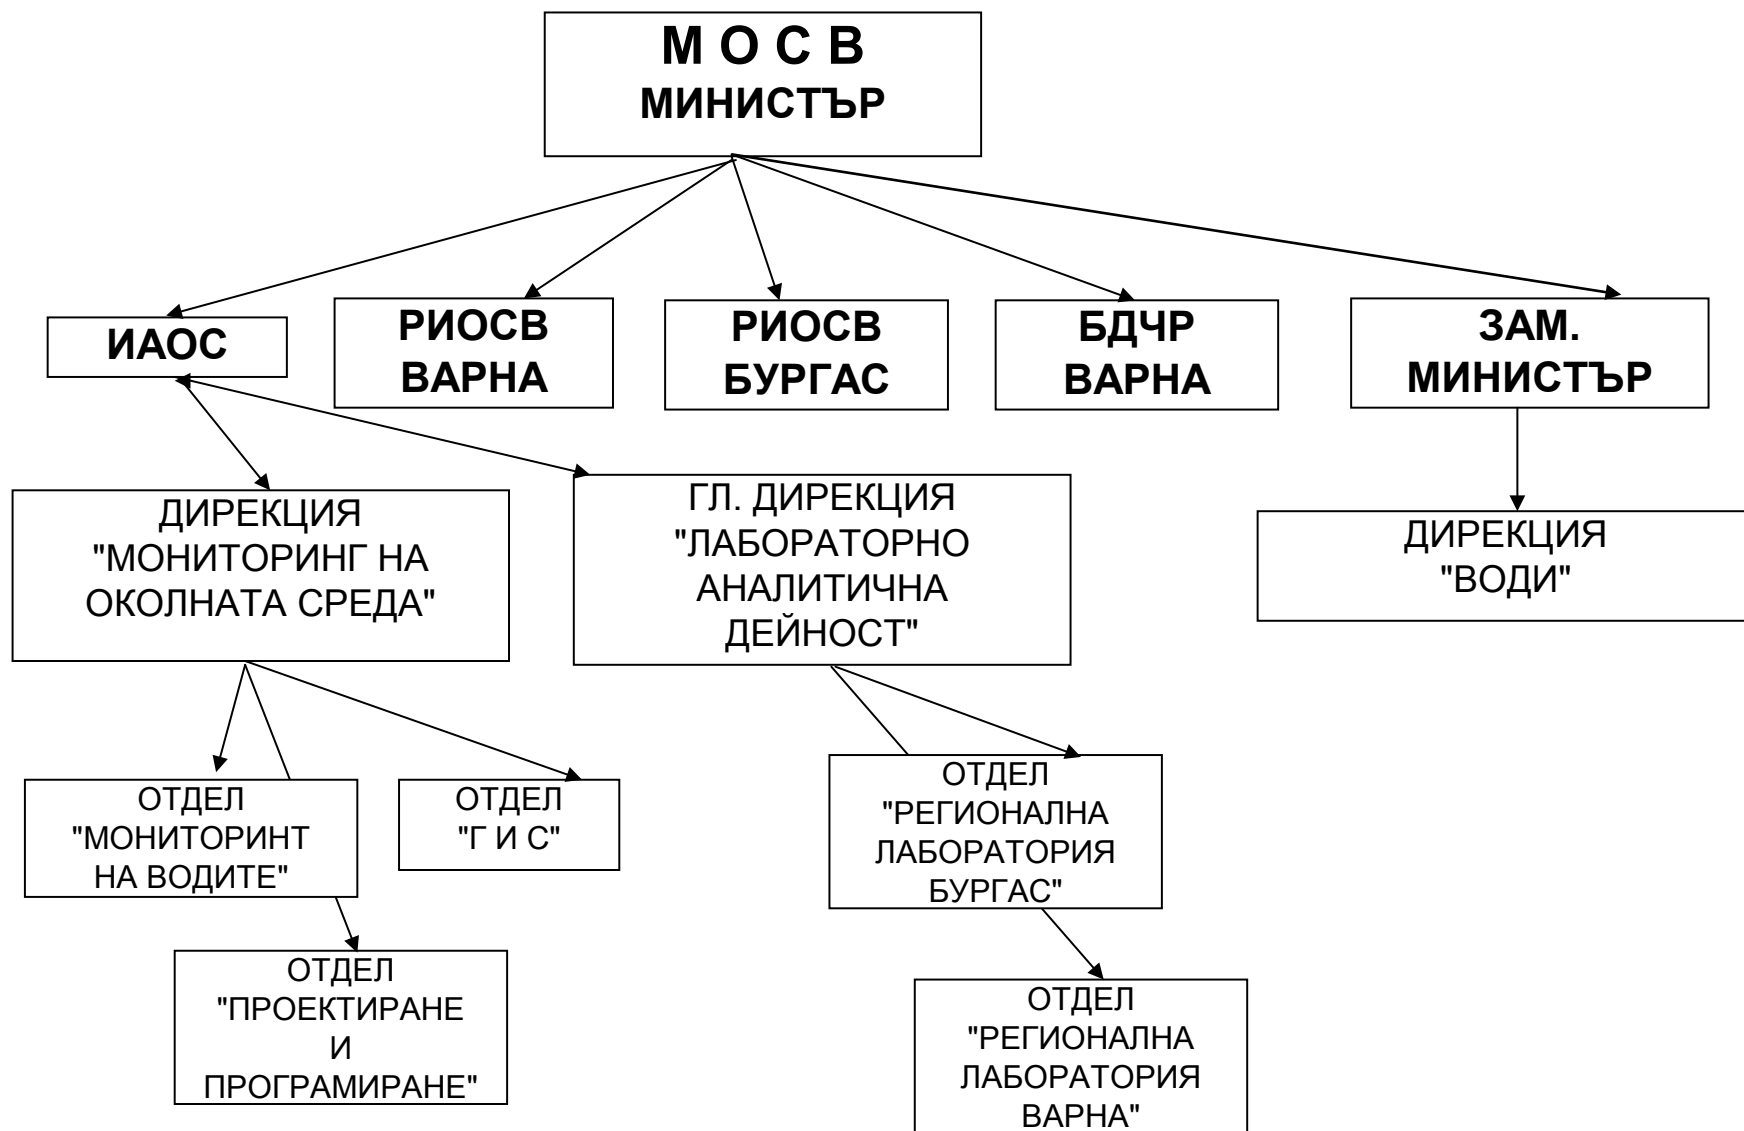 М О С В
МИНИСТЪР
ИАОС
РИОСВ
ВАРНА
РИОСВ
БУРГАС
БДЧР
ВАРНА
ЗАМ.
МИНИСТЪР
ДИРЕКЦИЯ
"МОНИТОРИНГ НА
ОКОЛНАТА СРЕДА"
ГЛ. ДИРЕКЦИЯ
"ЛАБОРАТОРНО
АНАЛИТИЧНА
ДЕЙНОСТ"
ДИРЕКЦИЯ
"ВОДИ"
ОТДЕЛ
"МОНИТОРИНТ
НА ВОДИТЕ"
ОТДЕЛ
"Г И С"
ОТДЕЛ
"РЕГИОНАЛНА
ЛАБОРАТОРИЯ
БУРГАС"
ОТДЕЛ
"ПРОЕКТИРАНЕ
И
ПРОГРАМИРАНЕ"
ОТДЕЛ
"РЕГИОНАЛНА
ЛАБОРАТОРИЯ
ВАРНА"